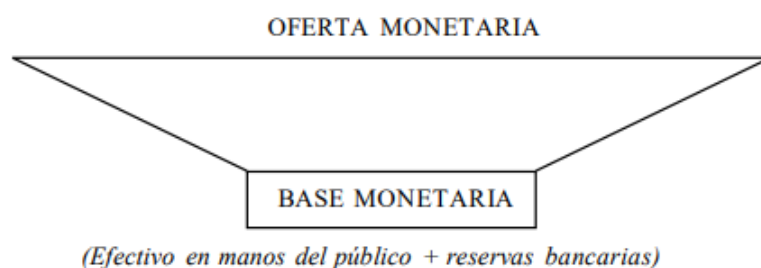 OFERTA MONETARIA
BASE MONETARIA
(Efectivo en manos del público + reservas bancarias)